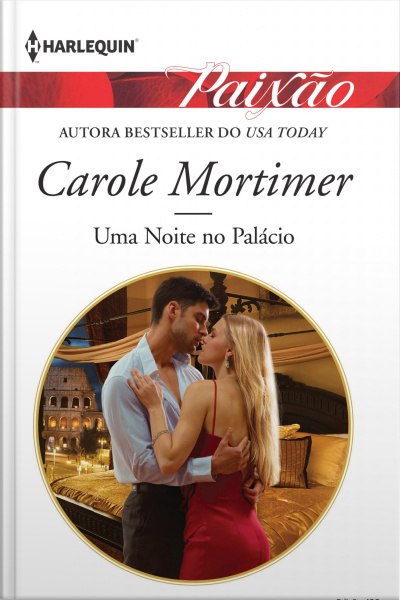 HARLEQUIN®
Paixão
AUTORA BESTSELLER DO USA TODAY
Carole Mortimer
Uma Noite no Palácio